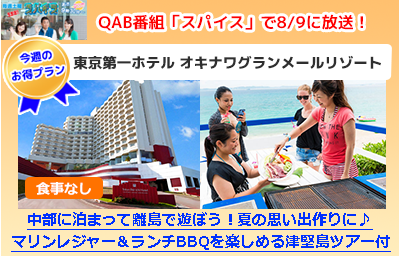 スパイス
QAB番組「スパイス」で8/9に放送！
今週の
お得プラン
東京第一ホテル オキナワグランメールリゾート
食事なし
中部に泊まって離島で遊ぼう！夏の思い出作りに♪
マリンレジャー＆ランチBBQを楽しめる津堅島ツアー付